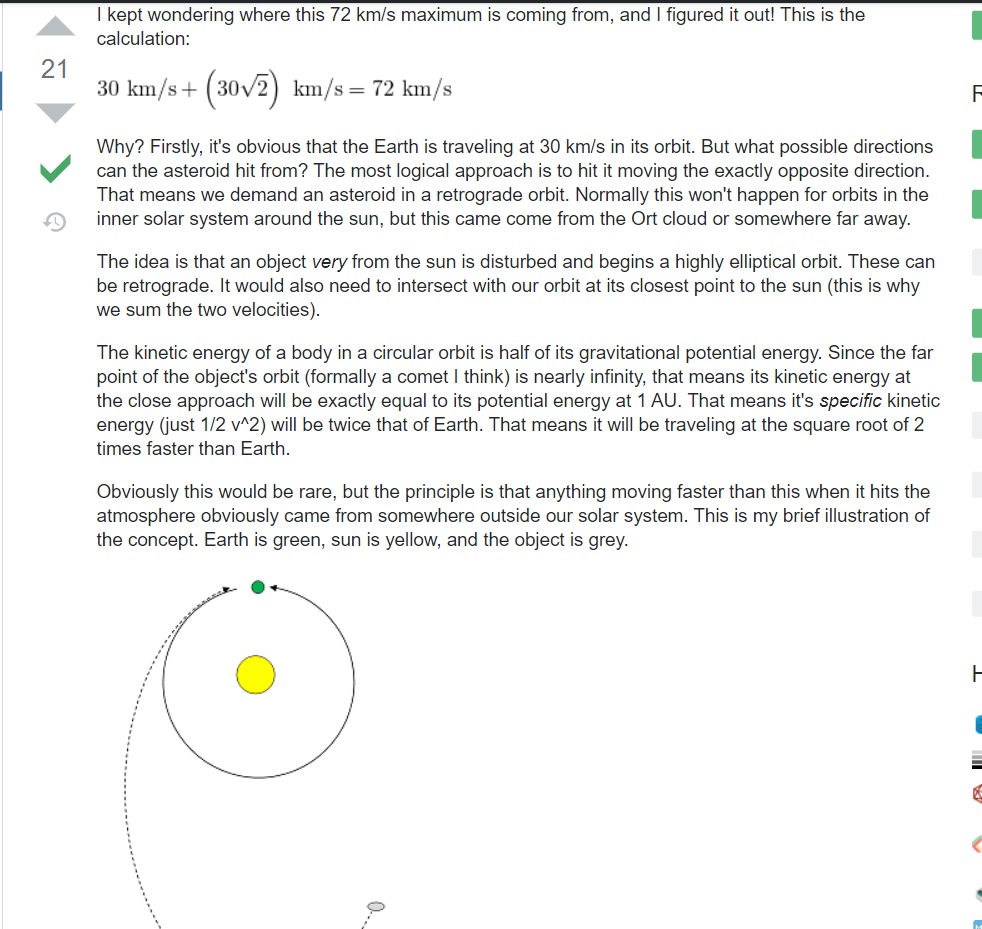 I kept wondering where this 72 km/s maximum is coming from, and I figured it out! This is the
calculation:
21
30 km/s + (30√2) km/s = 72 km/s
Why? Firstly, it's obvious that the Earth is traveling at 30 km/s in its orbit. But what possible directions
can the asteroid hit from? The most logical approach is to hit it moving the exactly opposite direction.
That means we demand an asteroid in a retrograde orbit. Normally this won't happen for orbits in the
inner solar system around the sun, but this came come from the Ort cloud or somewhere far away.
The idea is that an object very from the sun is disturbed and begins a highly elliptical orbit. These can
be retrograde. It would also need to intersect with our orbit at its closest point to the sun (this is why
we sum the two velocities).
The kinetic energy of a body in a circular orbit is half of its gravitational potential energy. Since the far
point of the object's orbit (formally a comet I think) is nearly infinity, that means its kinetic energy at
the close approach will be exactly equal to its potential energy at 1 AU. That means it's specific kinetic
energy (just 1/2 v^2) will be twice that of Earth. That means it will be traveling at the square root of 2
times faster than Earth.
Obviously this would be rare, but the principle is that anything moving faster than this when it hits the
atmosphere obviously came from somewhere outside our solar system. This is my brief illustration of
the concept. Earth is green, sun is yellow, and the object is grey.